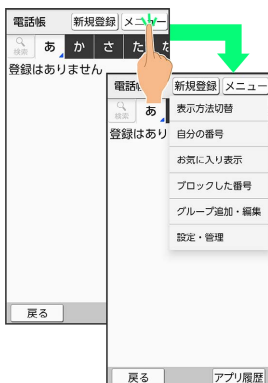 電話帳 新規登録 メニュー
検索 あ か さ た な
登録はありません
戻る
電話 新規登録 メニュー
検索 あ
登録はあり
表示方法切替
自分の番号
お気に入り表示
ブロックした番号
グループ追加・編集
設定・管理
戻る アプリ履歴